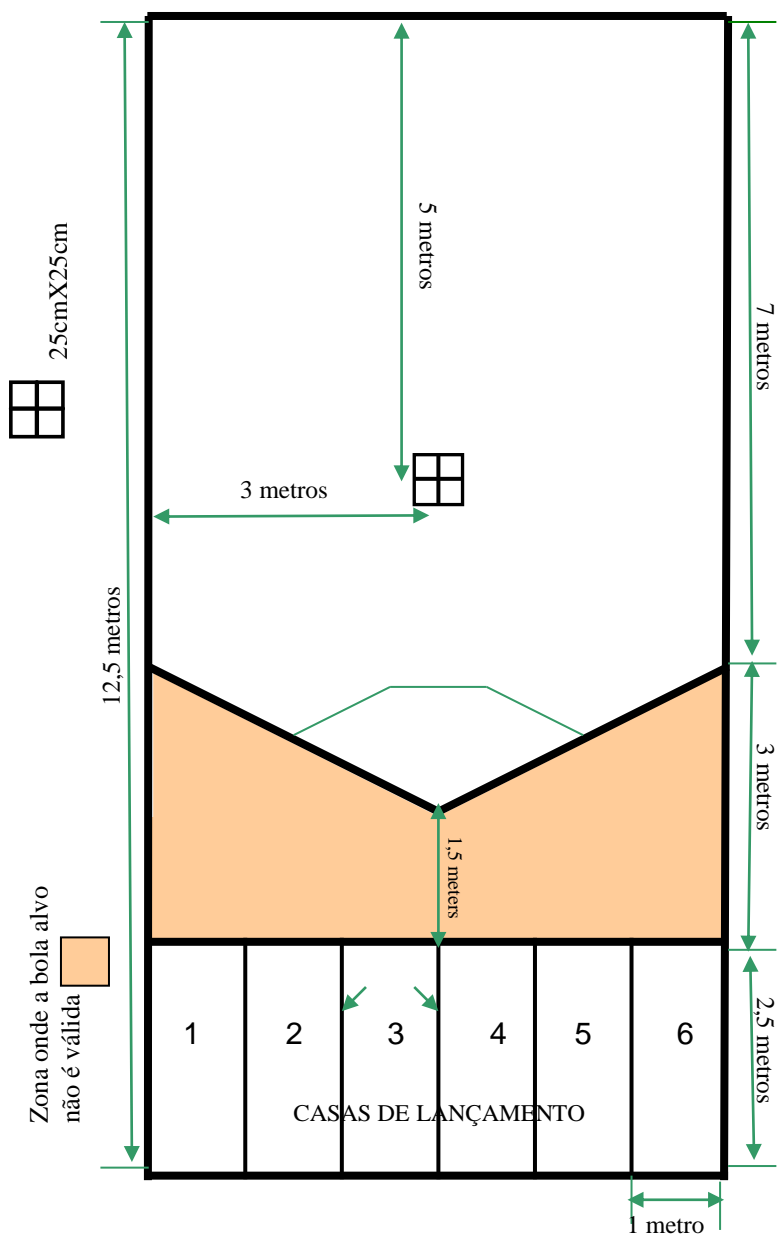 5 metros
7 metros
25cmX25cm
3 metros
12,5 metros
3 metros
1,5 meters
Zona onde a bola alvo
não é válida
1 2 3 4 5 6
2,5 metros
CASAS DE LANÇAMENTO
1 metro